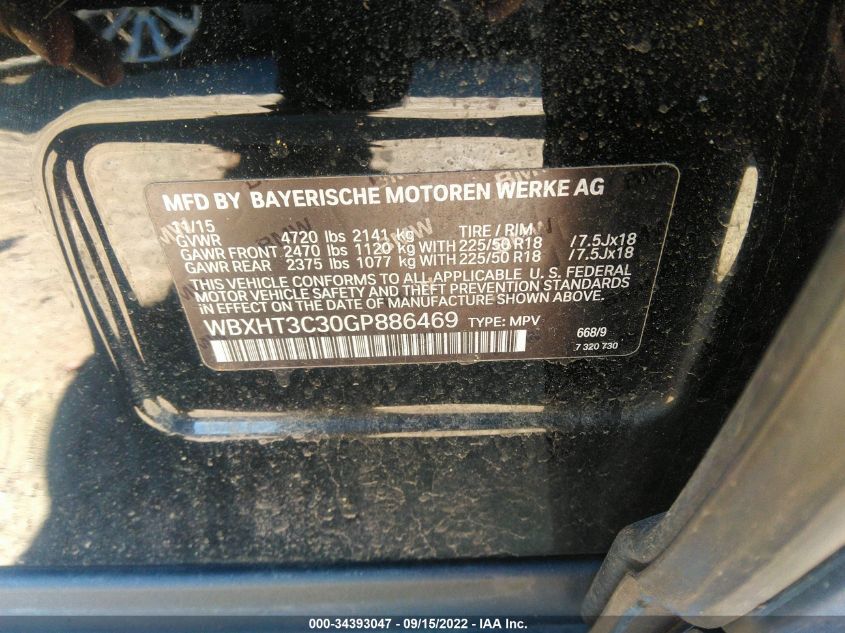 MFD BY BAYERISCHE MOTOREN WERKE AG
11/15
GVWR 4720 lbs 2141 kg TIRE / RIM
GAWR FRONT 2470 lbs 1120 kg WITH 225/50 R18 /7.5Jx18
GAWR REAR 2375 lbs 1077 kg WITH 225/50 R18 /7.5Jx18
THIS VEHICLE CONFORMS TO ALL APPLICABLE U. S. FEDERAL
MOTOR VEHICLE SAFETY AND THEFT PREVENTION STANDARDS
IN EFFECT ON THE DATE OF MANUFACTURE SHOWN ABOVE.
WBXHT3C30GP886469 TYPE: MPV 668/9
7 320 730
BMW
BMW
BMW
000-34393047 - 09/15/2022 - IAA Inc.